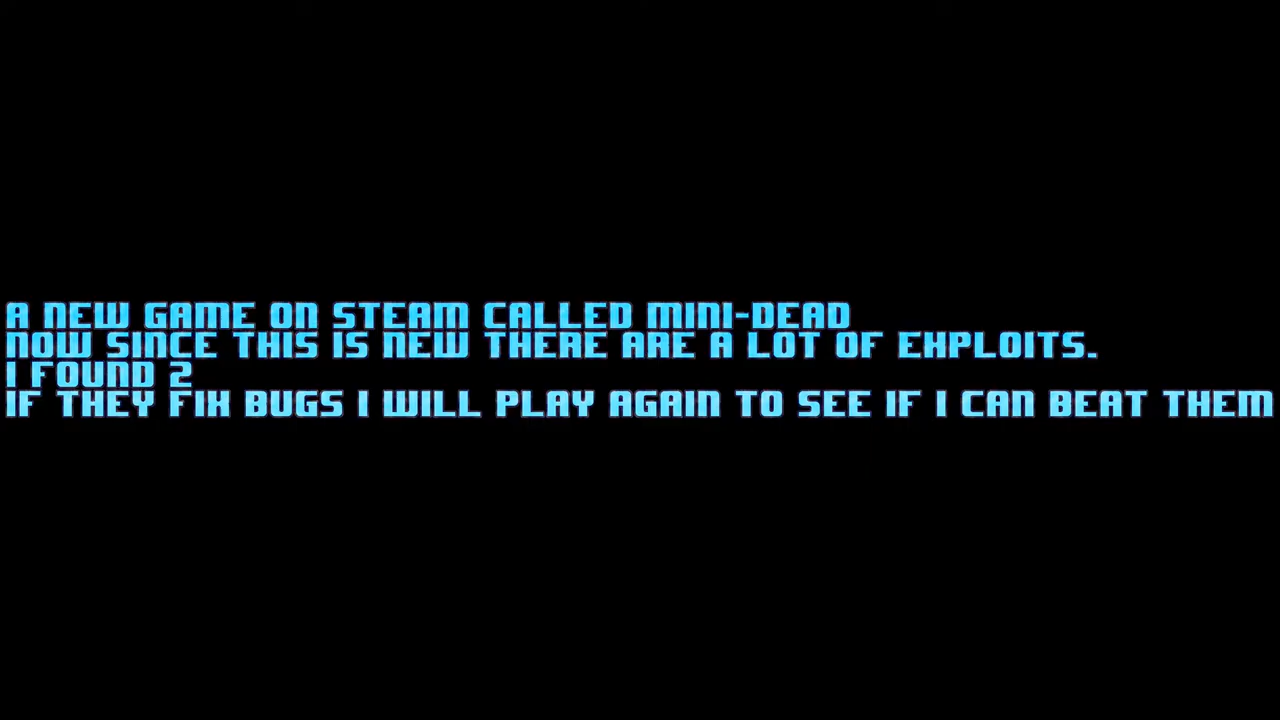 A NEW GAME ON STEAM CALLED MINI-DEAD
NOW SINCE THIS IS NEW THERE ARE A LOT OF EXPLOITS.
I FOUND 2
IF THEY FIX BUGS I WILL PLAY AGAIN TO SEE IF I CAN BEAT THEM